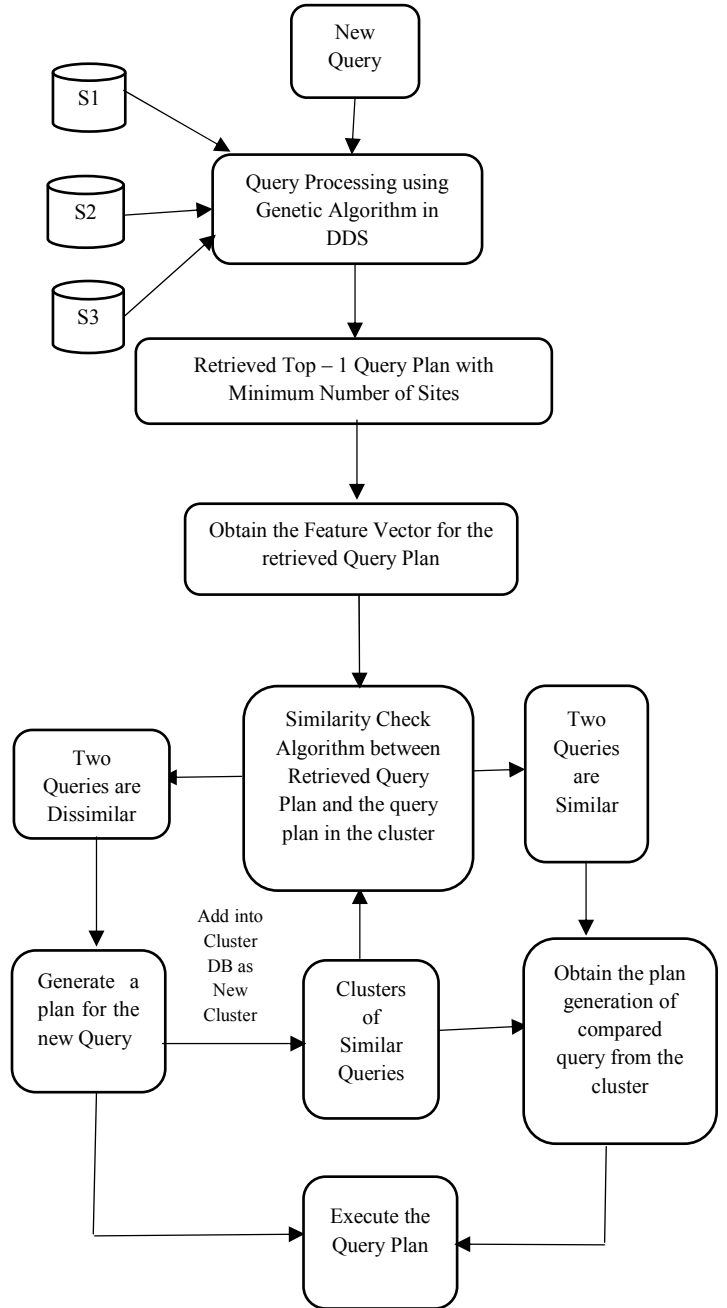 New
Query
S1
Query Processing using
Genetic Algorithm in
DDS
S2
S3
Retrieved Top – 1 Query Plan with
Minimum Number of Sites
Obtain the Feature Vector for the
retrieved Query Plan
Similarity Check
Algorithm between
Retrieved Query
Plan and the query
plan in the cluster
Two
Queries
are
Similar
Two
Queries are
Dissimilar
Add into
Cluster
DB as
New
Cluster
Generate a
plan for the
new Query
Clusters
of
Similar
Queries
Obtain the plan
generation of
compared
query from the
cluster
Execute the
Query Plan